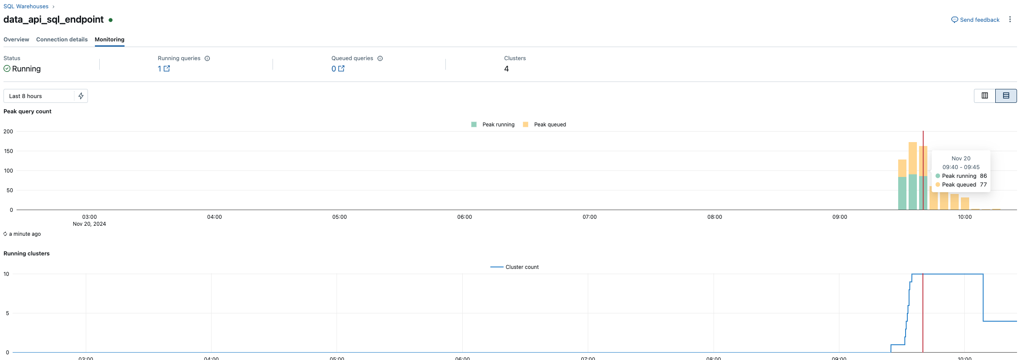 SQL Warehouses ›
data_api_sql_endpoint
Send feedback
Overview Connection details Monitoring
Status Running queries Queued queries Clusters
Running 1 0 4
Last 8 hours
Peak query count
Peak running Peak queued
200
150
100
50
0
Nov 20
09:40 - 09:45
Peak running 86
Peak queued 77
03:00 04:00 05:00 06:00 07:00 08:00 09:00 10:00
Nov 20, 2024
a minute ago
Running clusters
Cluster count
10
5
0
03:00 04:00 05:00 06:00 07:00 08:00 09:00 10:00